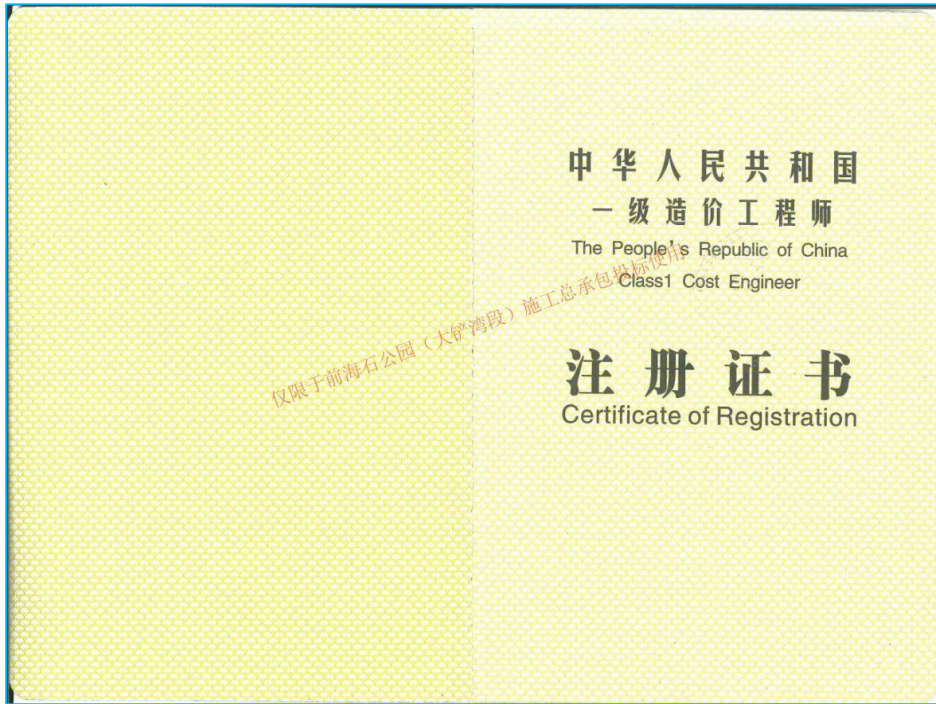 中华人民共和国
一级造价工程师
The People's Republic of China
Class1 Cost Engineer
仅限于前海石公园（大铲湾段）施工总承包投标使用
注册证书
Certificate of Registration